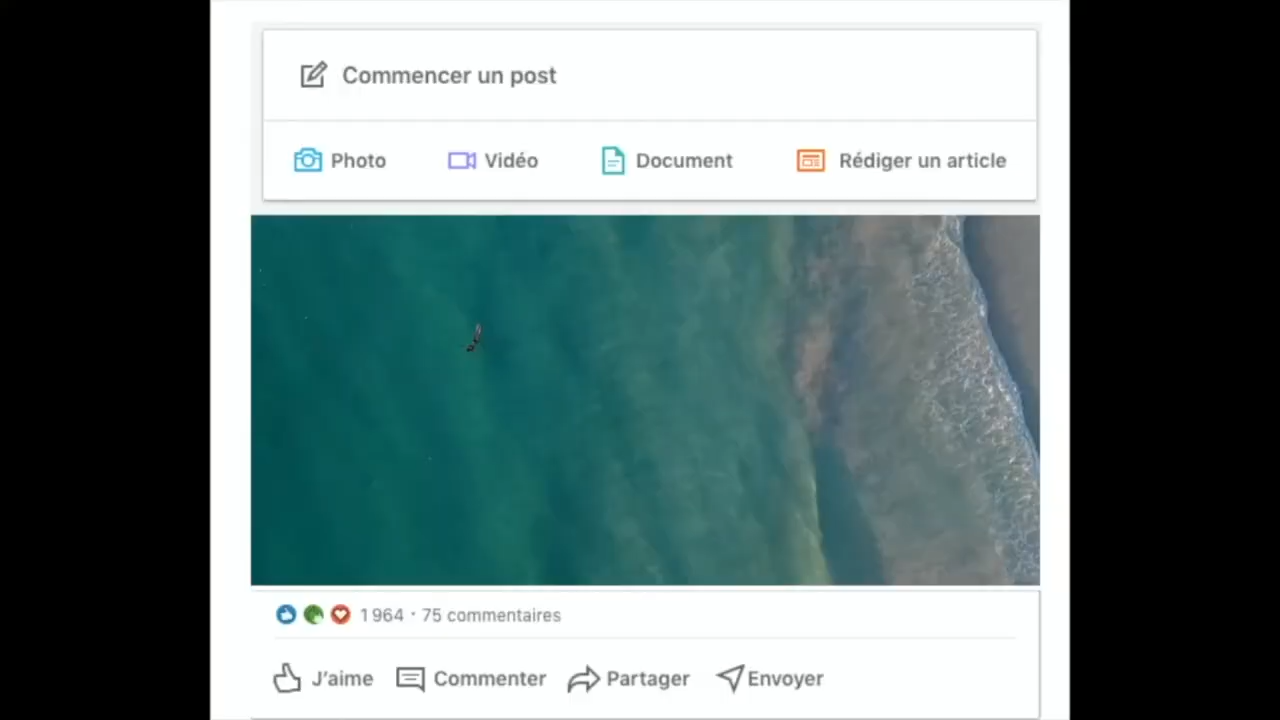 Commencer un post
Photo Vidéo Document Rédiger un article
1 964 · 75 commentaires
J'aime Commenter Partager Envoyer